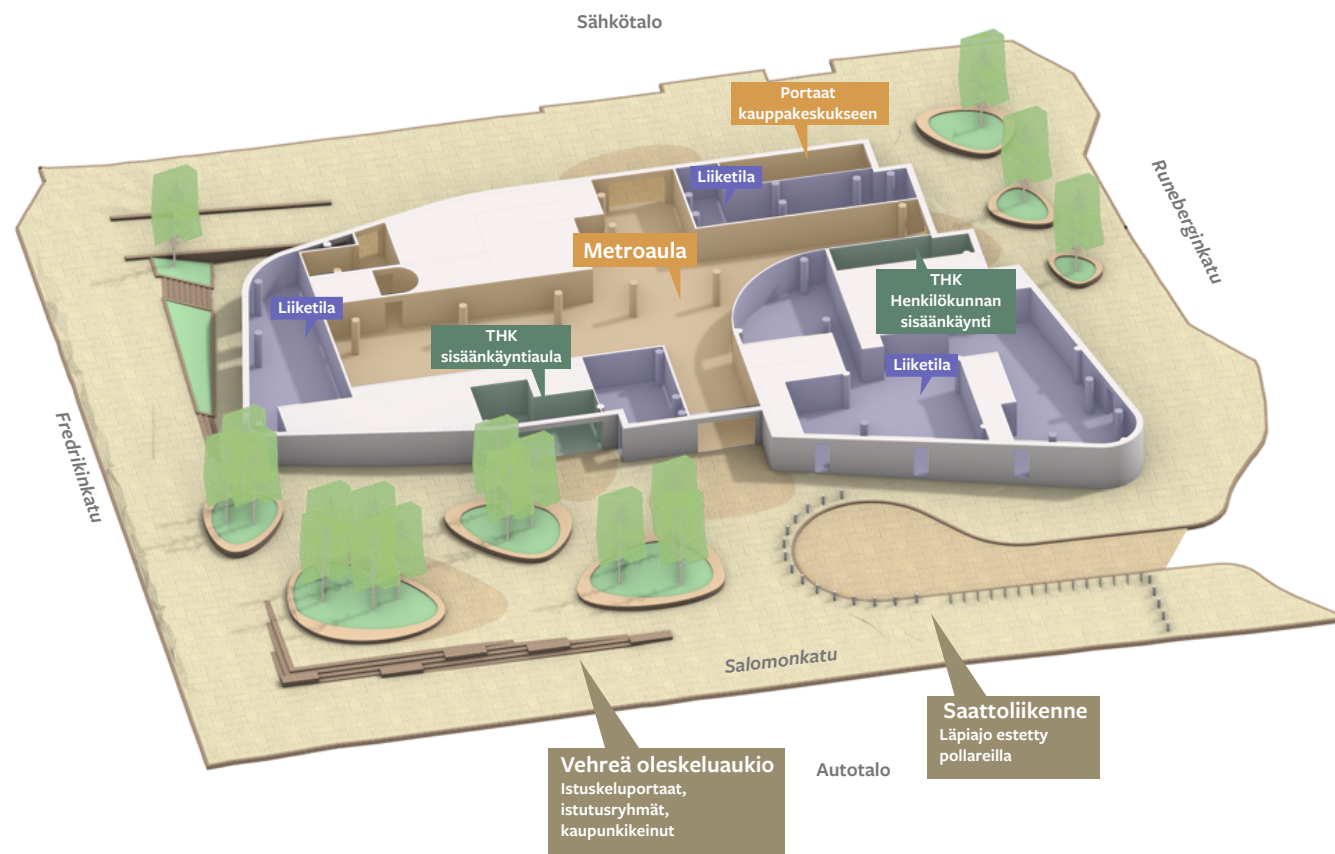 Sähkötalo
Portaat
kauppakeskukseen
Liiketila
Runeberginkatu
Metroaula
THK
Henkilökunnan
sisäänkäynti
Liiketila
THK
sisäänkäyntiaula
Liiketila
Fredrikinkatu
Salomonkatu
Saattoliikenne
Läpiajo estetty
pollareilla
Vehreä oleskeluaukio
Istuskeluportaat,
istutusryhmät,
kaupunkikeinut
Autotalo